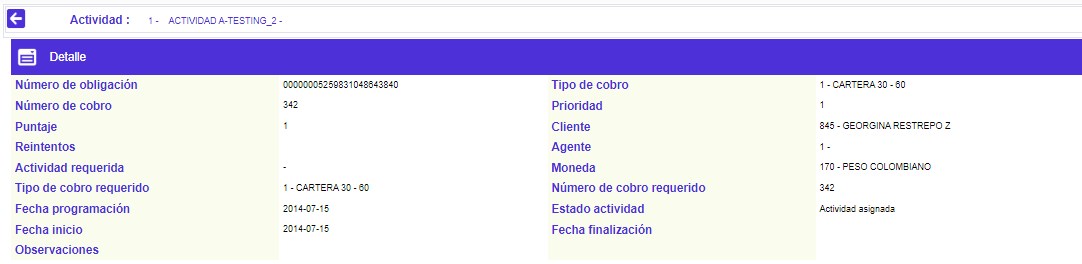 Actividad : 1 - ACTIVIDAD A-TESTING_2 -
Detalle
Número de obligación 00000005259831048643840 Tipo de cobro 1 - CARTERA 30 - 60
Número de cobro 342 Prioridad 1
Puntaje 1 Cliente 845 - GEORGINA RESTREPO Z
Reintentos Agente 1 -
Actividad requerida - Moneda 170 - PESO COLOMBIANO
Tipo de cobro requerido 1 - CARTERA 30 - 60 Número de cobro requerido 342
Fecha programación 2014-07-15 Estado actividad Actividad asignada
Fecha inicio 2014-07-15 Fecha finalización
Observaciones